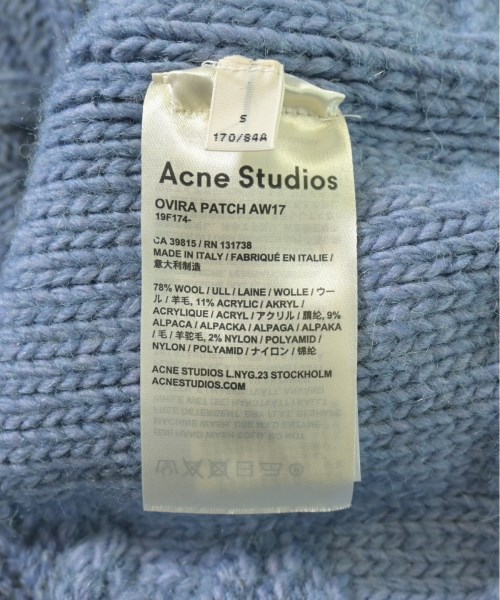 S
170/84A
Acne Studios
OVIRA PATCH AW17
19F174-
CA 39815 / RN 131738
MADE IN ITALY / FABRIQUÉ EN ITALIE /
意大利制造
78% WOOL / ULL / LAINE / WOLLE / ウー
ル / 羊毛, 11% ACRYLIC / AKRYL /
ACRYLIQUE / ACRYL / アクリル / 腈纶, 9%
ALPACA / ALPACKA / ALPAGA / ALPAKA
/ 毛 / 羊驼毛, 2% NYLON / POLYAMID /
NYLON / POLYAMID / ナイロン / 锦纶
ACNE STUDIOS L.NYG.23 STOCKHOLM
ACNESTUDIOS.COM